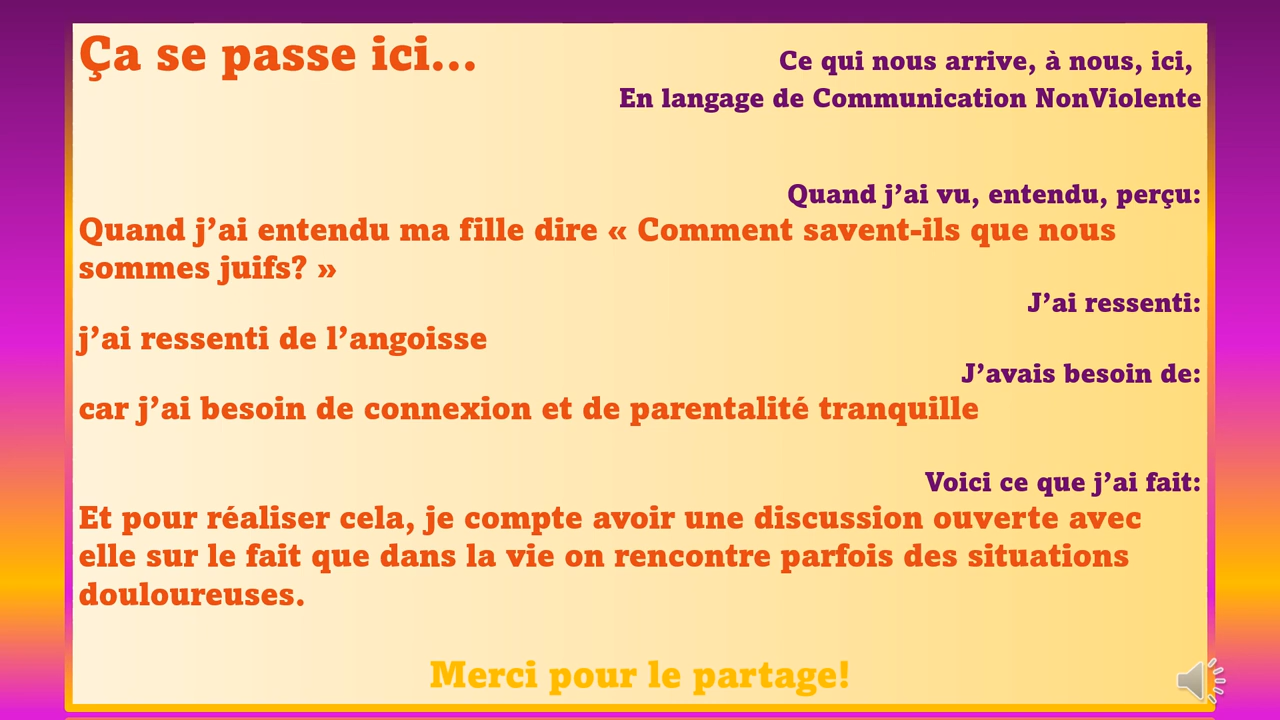 Ça se passe ici...
Ce qui nous arrive, à nous, ici,
En langage de Communication NonViolente
Quand j’ai vu, entendu, perçu:
Quand j’ai entendu ma fille dire « Comment savent-ils que nous
sommes juifs? »
J’ai ressenti:
j’ai ressenti de l’angoisse
J’avais besoin de:
car j’ai besoin de connexion et de parentalité tranquille
Voici ce que j’ai fait:
Et pour réaliser cela, je compte avoir une discussion ouverte avec
elle sur le fait que dans la vie on rencontre parfois des situations
douloureuses.
Merci pour le partage!